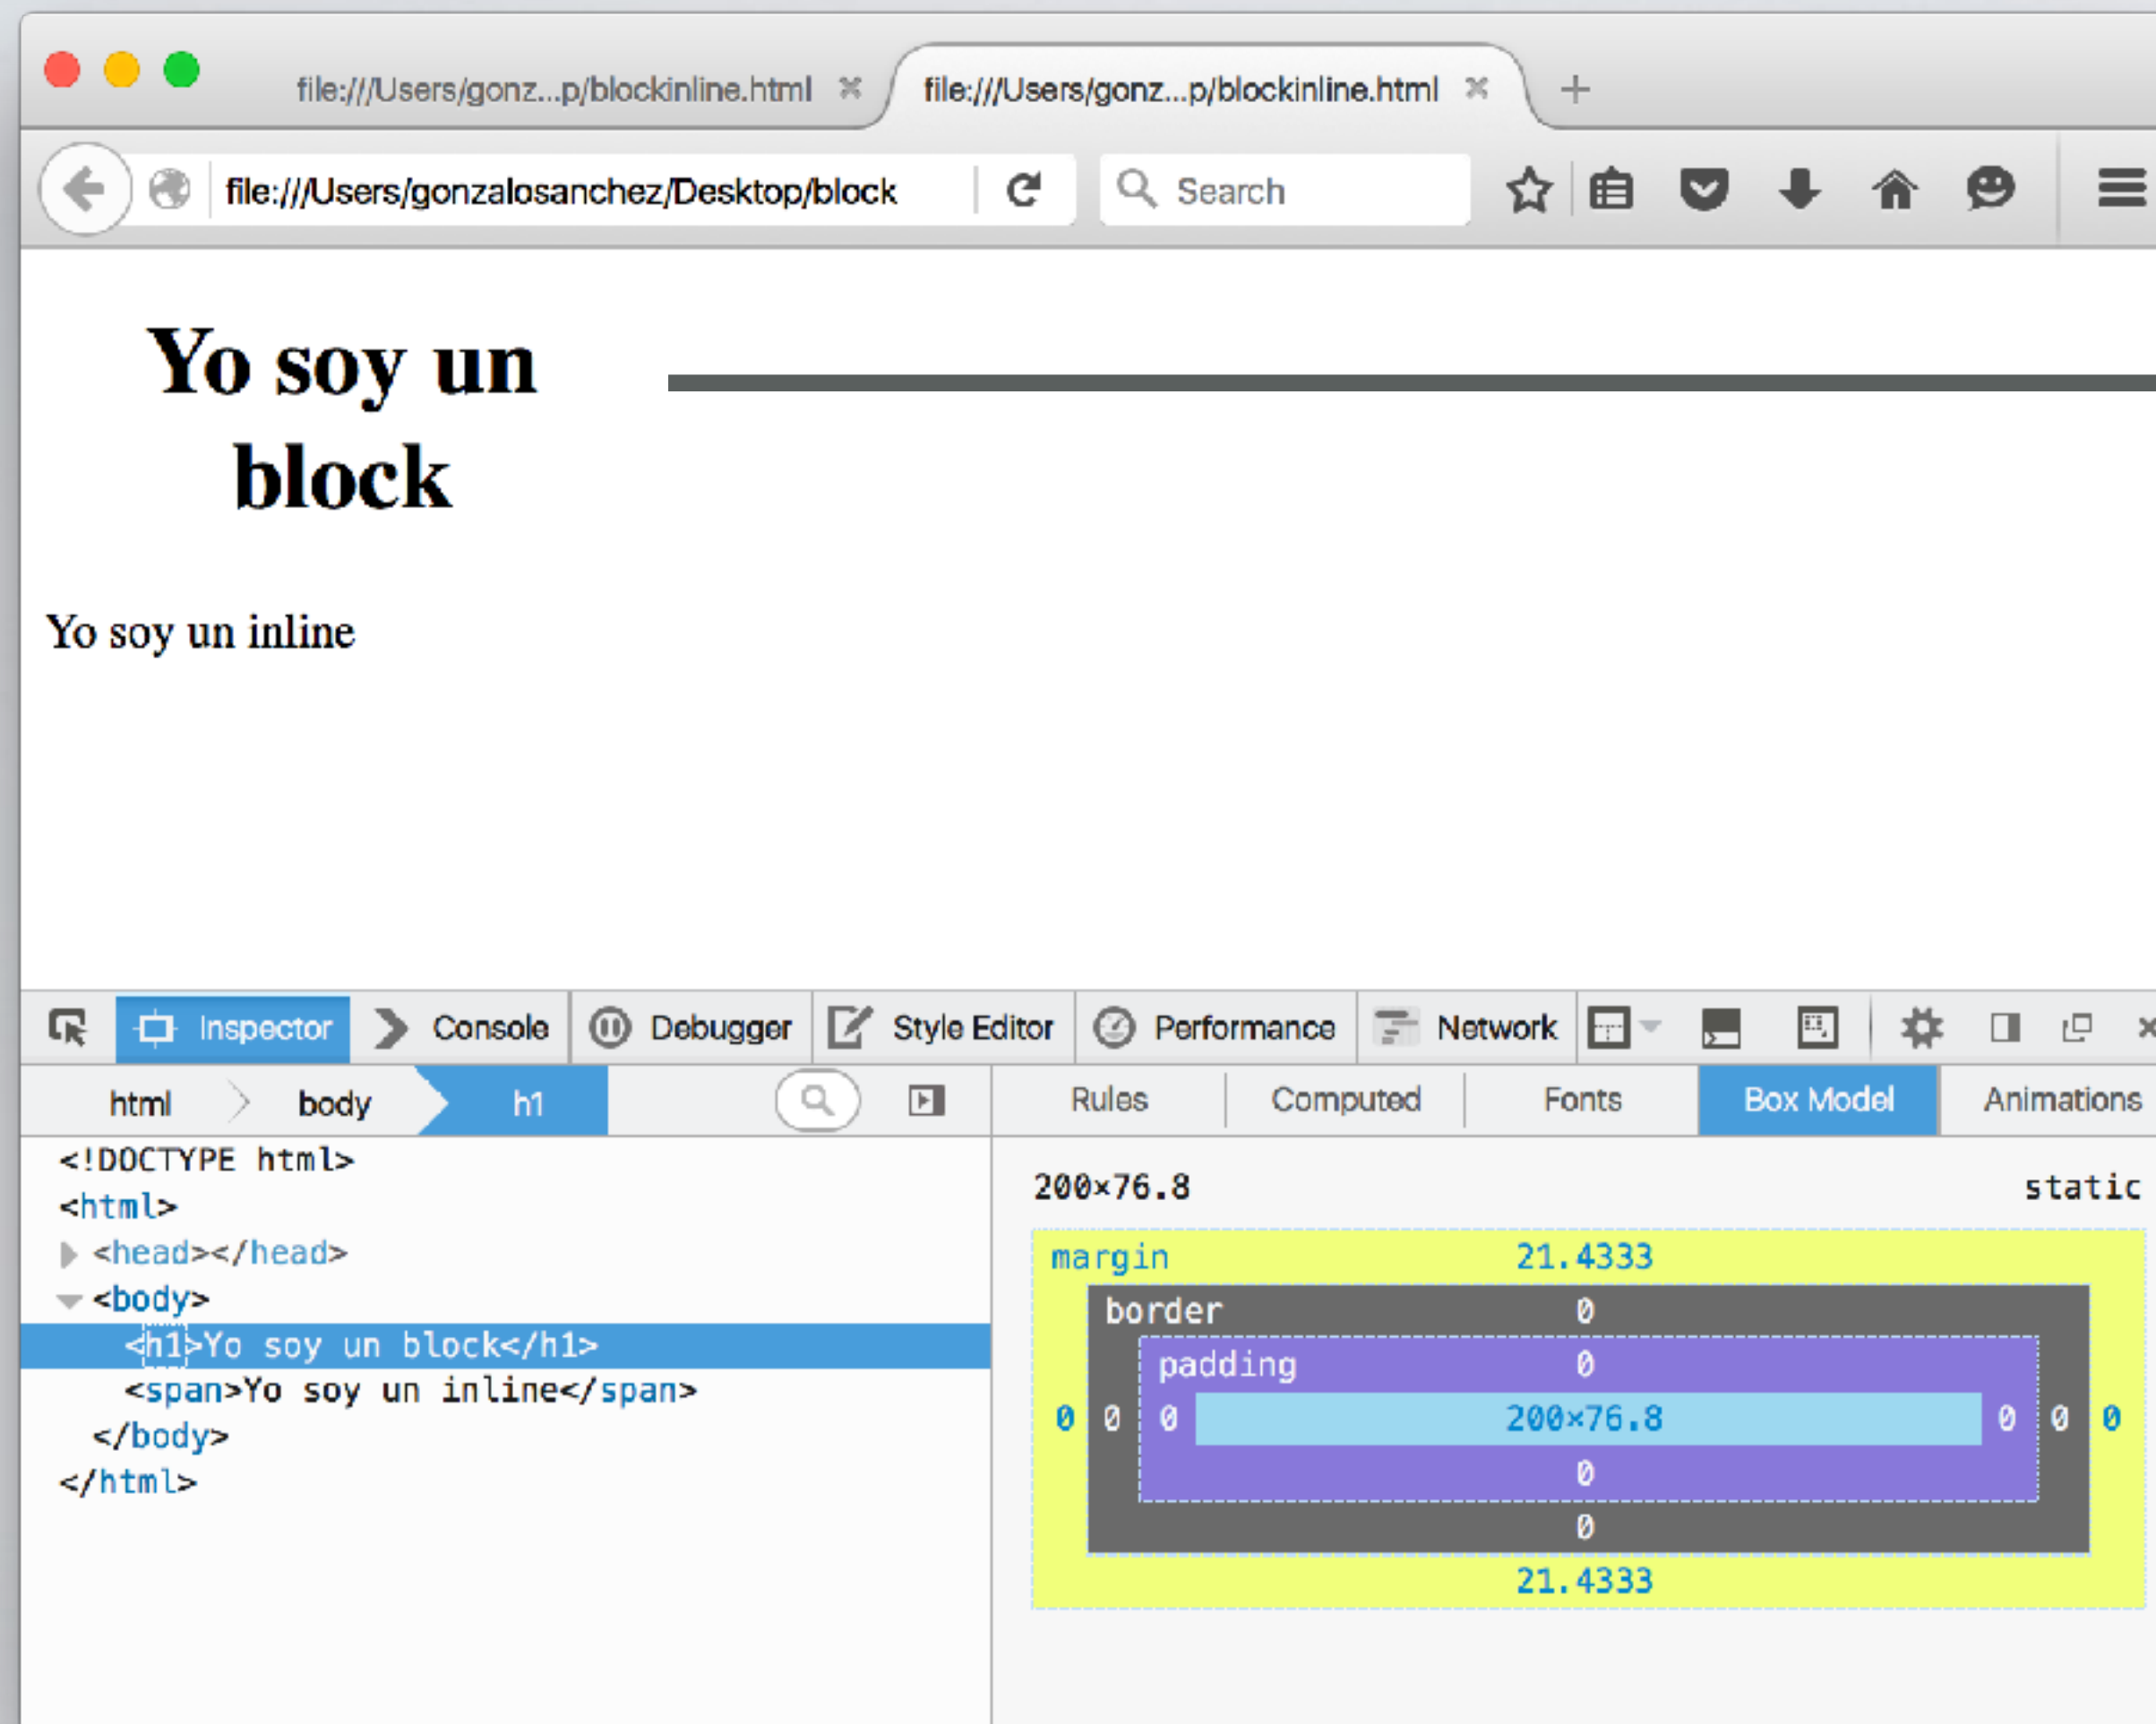 file:///Users/gonz...p/blockinline.html file:///Users/gonz...p/blockinline.html
file:///Users/gonzalosanchez/Desktop/block Search
Yo soy un
block
Yo soy un inline
Inspector Console Debugger Style Editor Performance Network
html body h1
Rules Computed Fonts Box Model Animations
<!DOCTYPE html>
<html>
<head></head>
<body>
<h1>Yo soy un block</h1>
<span>Yo soy un inline</span>
</body>
</html>
200×76.8 static
margin 21.4333
border 0
padding 0
0 0 0 200×76.8 0 0 0
0
0
21.4333